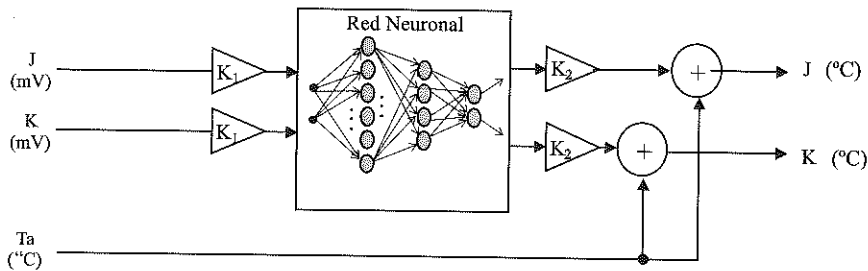 Red Neuronal
J
(mV)
K₁
K₂
+
J (ºC)
K
(mV)
K₁
K₂
+
K (ºC)
Ta
(ºC)